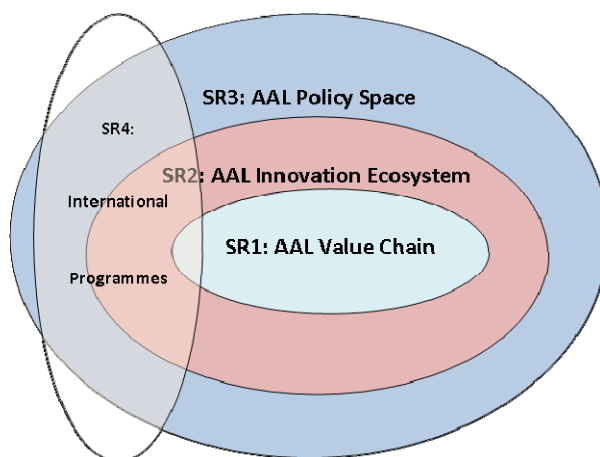 SR3: AAL Policy Space
SR4:
SR2: AAL Innovation Ecosystem
International
SR1: AAL Value Chain
Programmes